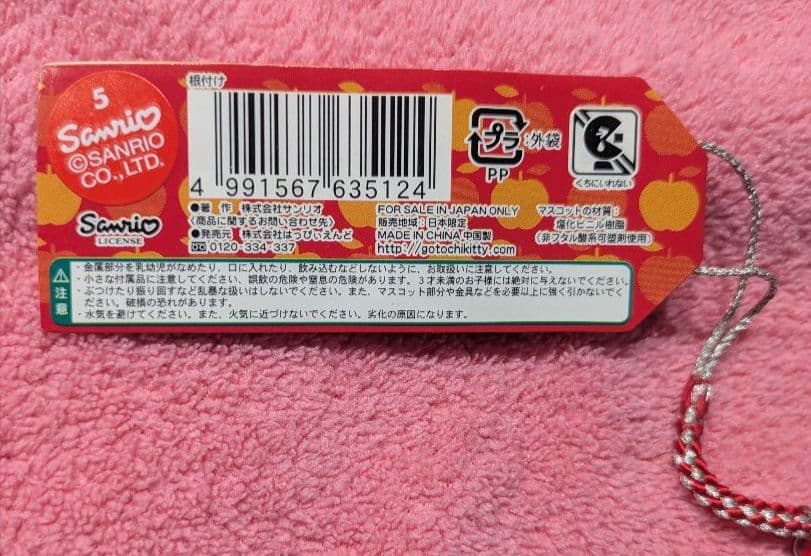 5
Sanrio
©SANRIO
CO.,LTD.
根付け
4 991567 635124
プラ :外袋
PP
くちにいれない
Sanrio
LICENSE
●著 作 株式会社サンリオ
〈商品に関するお問い合わせ先〉
●発売元 株式会社はっぴぃえんど
0120-334-337
FOR SALE IN JAPAN ONLY
販売地域:日本限定
MADE IN CHINA 中国製
http://gotochikitty.com
マスコットの材質:
塩化ビニル樹脂
(非フタル酸系可塑剤使用)
注意
・金属部分を乳幼児がなめたり、口に入れたり、飲み込むなどしないように、お取扱いに注意してください。
・小さな付属品に注意してください、誤飲の危険や窒息の危険があります。3才未満のお子様には絶対に与えないでください。
・ぶつけたり振り回すなど乱暴な扱いはしないでください。また、マスコット部分や金具などを必要以上に強く引かないでく
ださい。破損の恐れがあります。
・水気を避けてください。また、火気に近づけないでください。劣化の原因になります。